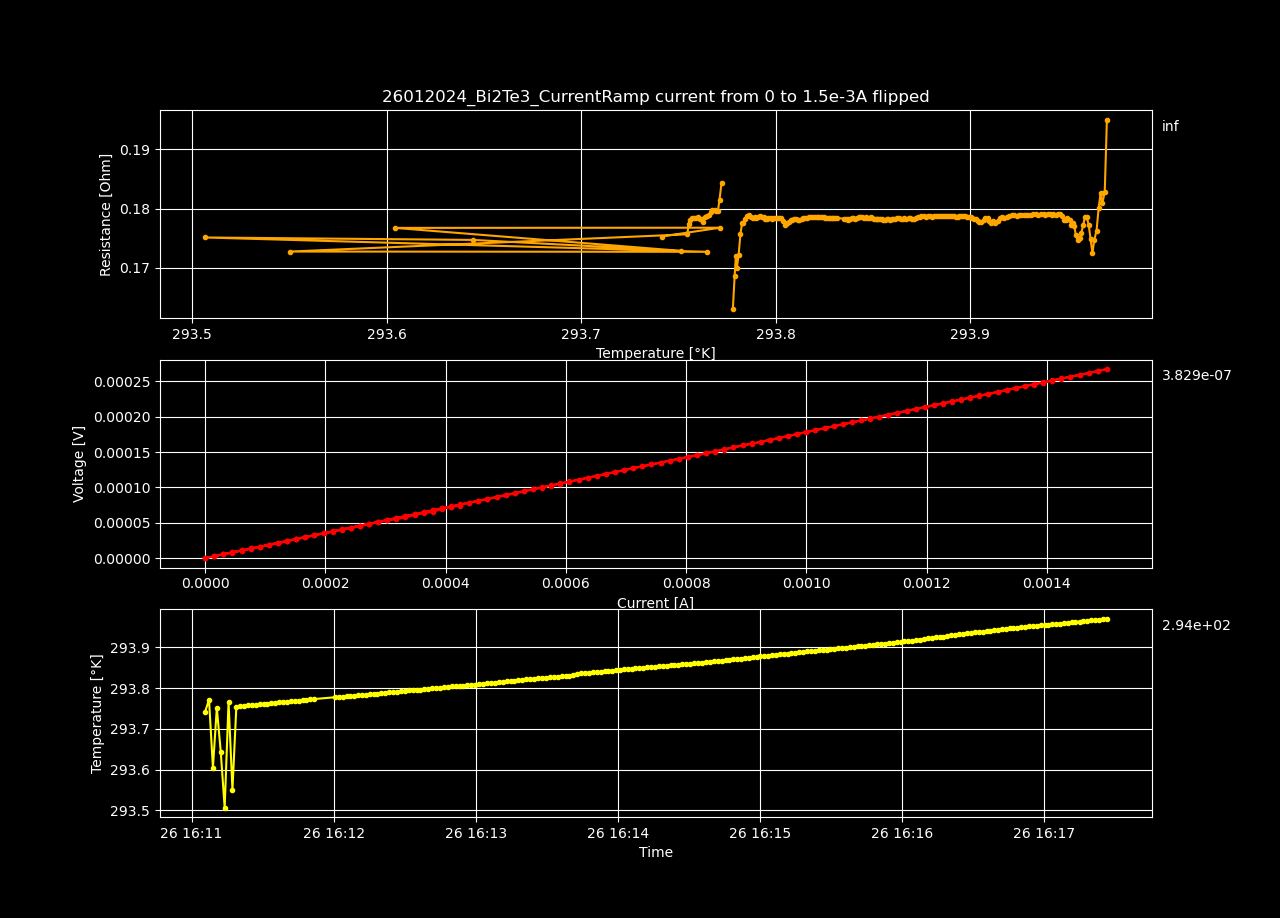 26012024_Bi2Te3_CurrentRamp current from 0 to 1.5e-3A flipped
inf
Resistance [Ohm]
0.19
0.18
0.17
293.5 293.6 293.7 293.8 293.9
Temperature [°K]
3.829e-07
Voltage [V]
0.00025
0.00020
0.00015
0.00010
0.00005
0.00000
0.0000 0.0002 0.0004 0.0006 0.0008 0.0010 0.0012 0.0014
Current [A]
2.94e+02
Temperature [°K]
293.9
293.8
293.7
293.6
293.5
26 16:11 26 16:12 26 16:13 26 16:14 26 16:15 26 16:16 26 16:17
Time